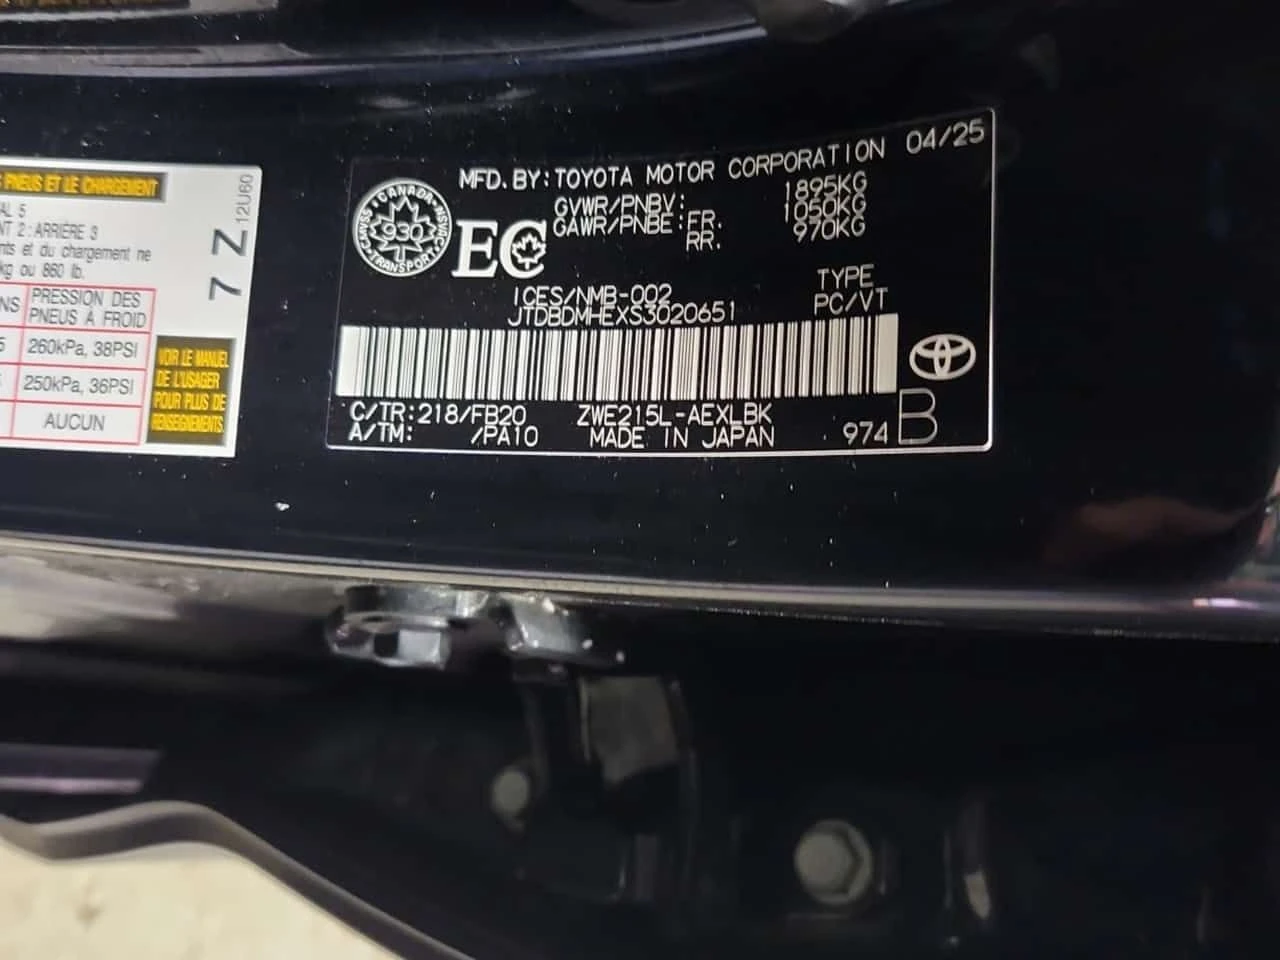 PNEUS ET LE CHARGEMENT
AL 5
NT 2 : ARRIÈRE 3
nts et du chargement ne
kg ou 860 lb.
NS
PRESSION DES
PNEUS À FROID
5
260kPa, 38PSI
250kPa, 36PSI
AUCUN
VOIR LE MANUEL
DE L'USAGER
POUR PLUS DE
RENSEIGNEMENTS
7 Z
12U60
MFD. BY: TOYOTA MOTOR CORPORATION 04/25
GVWR/PNBV: 1895KG
GAWR/PNBE: FR. 1050KG
RR. 970KG
CANADA
930
TRANSPORT
EC
ICES/NMB-002
TYPE
JTDBDMHEXS3020651
PC/VT
C/TR: 218/FB20 ZWE215L-AEXLBK
A/TM: /PA10 MADE IN JAPAN 974 B